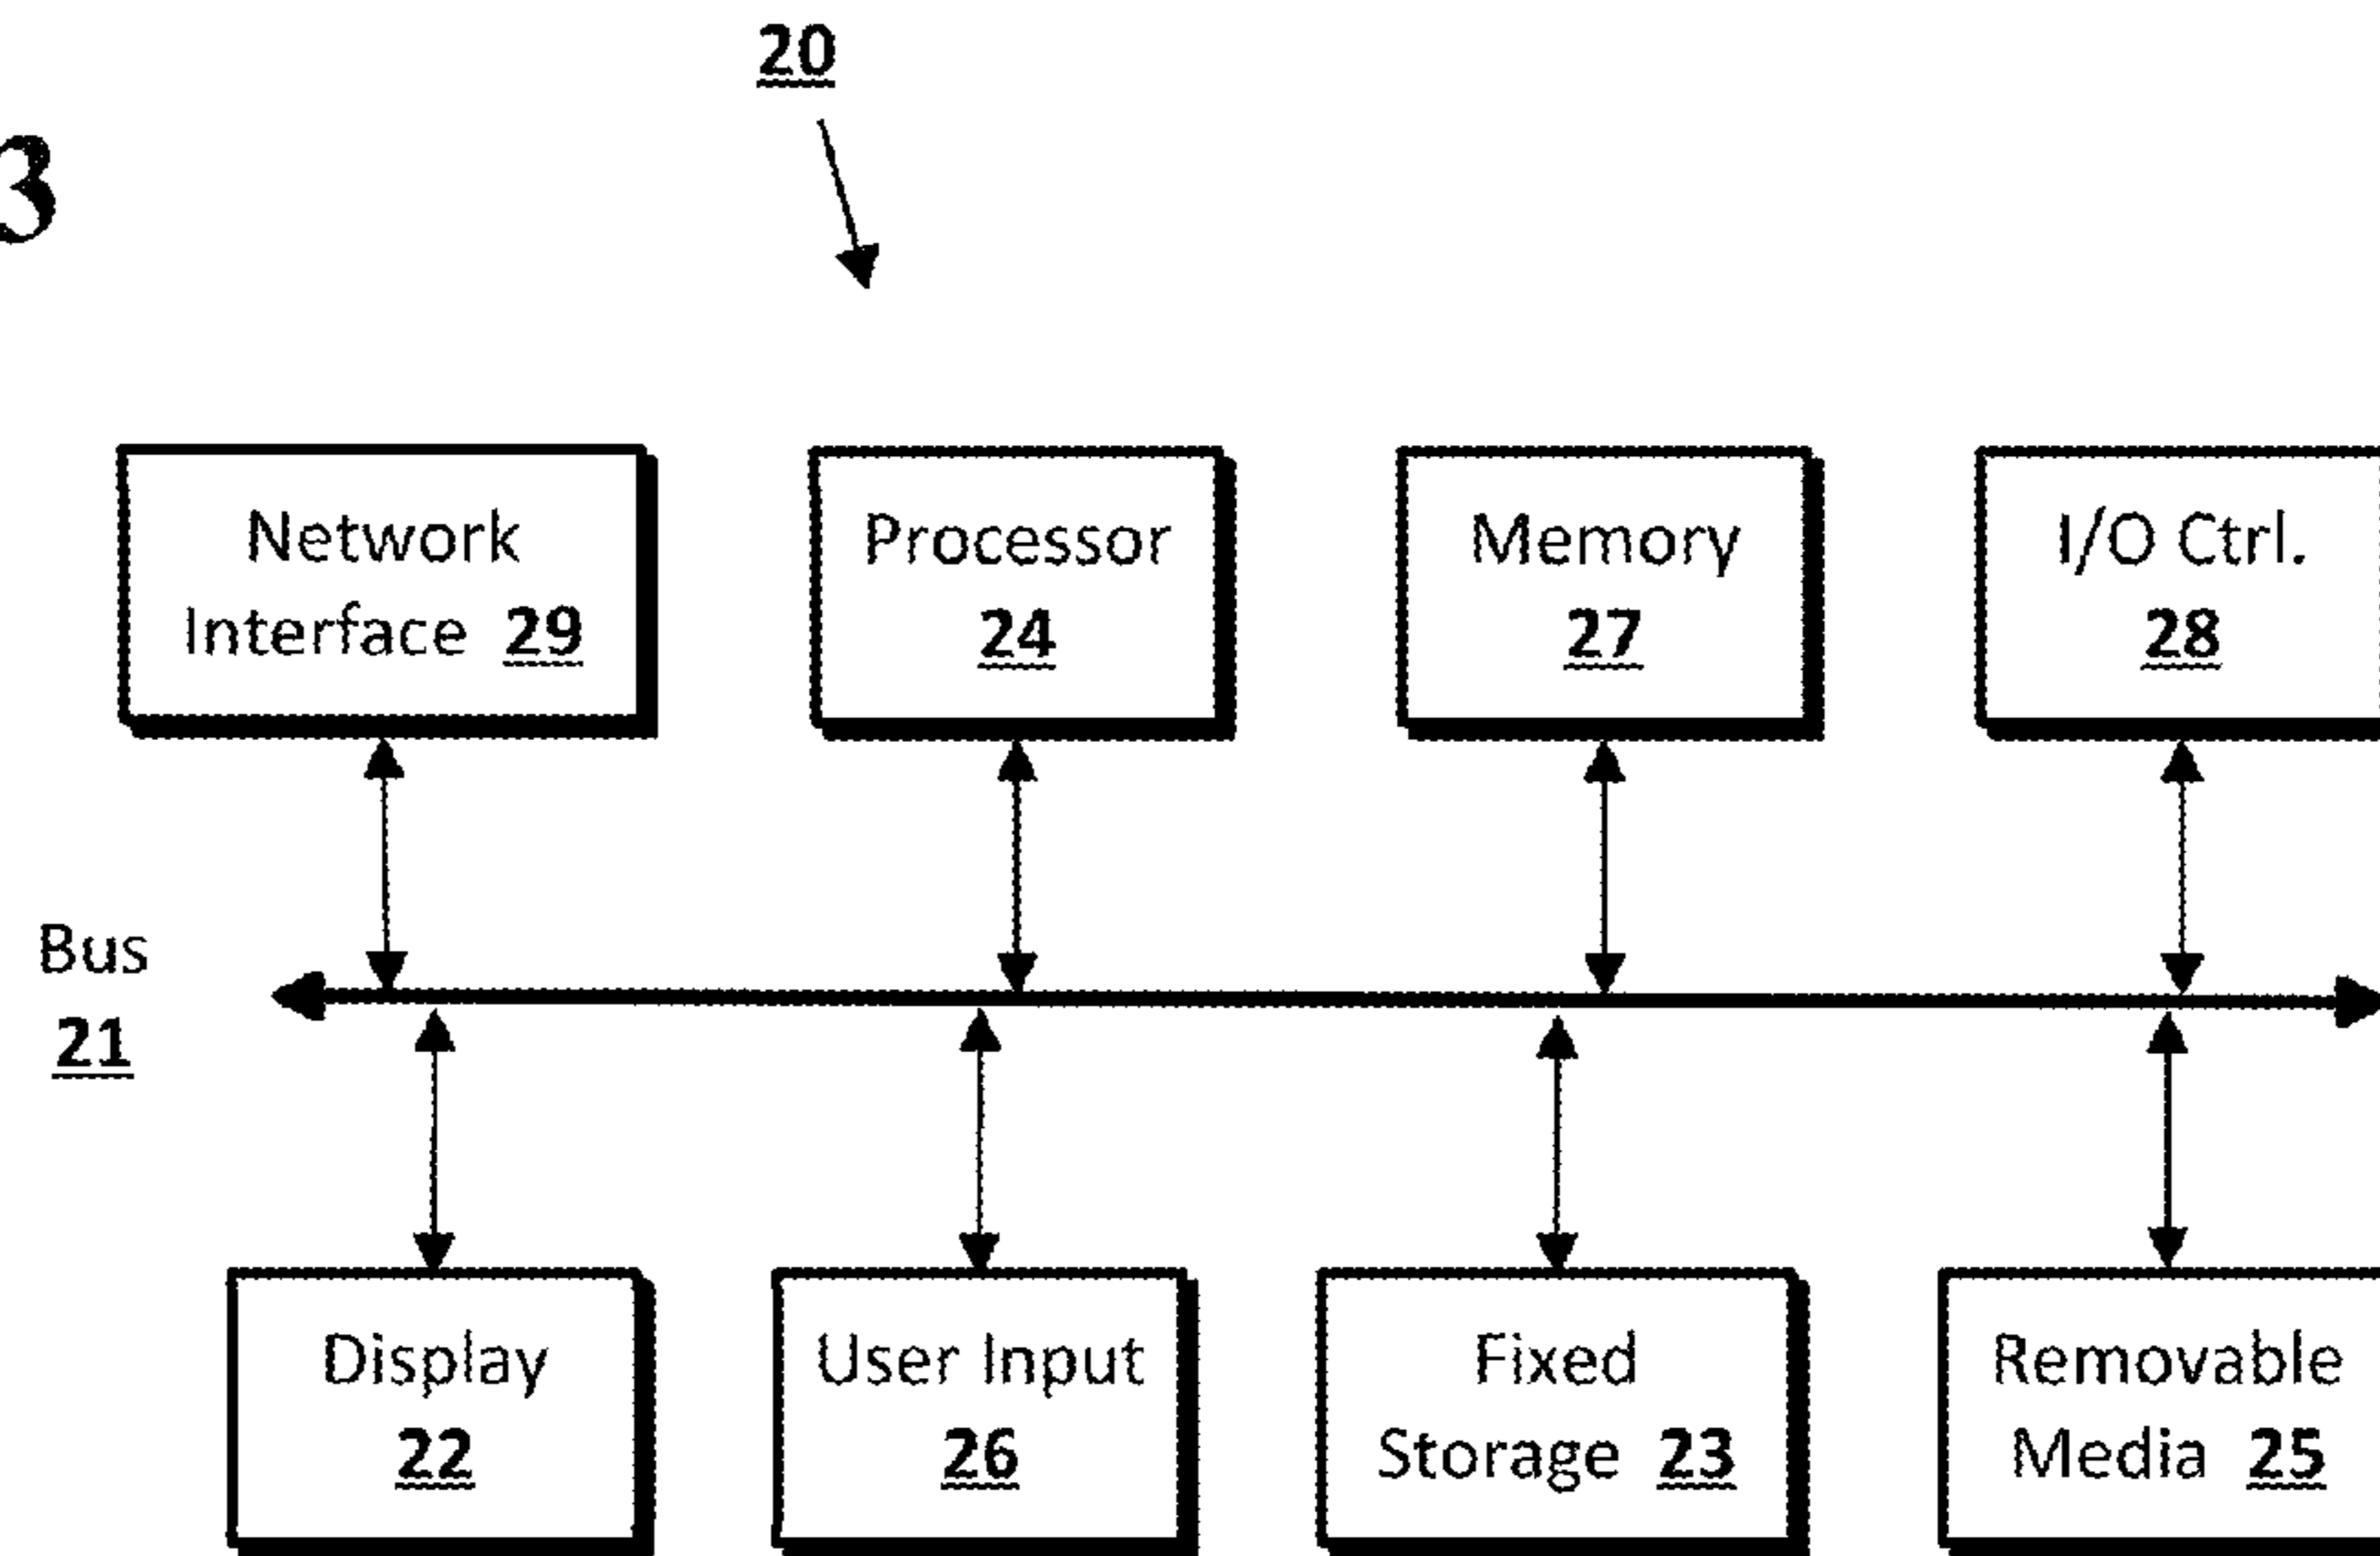 20
3
Network
Interface 29
Processor
24
Memory
27
I/O Ctrl.
28
Bus
21
Display
22
User Input
26
Fixed
Storage 23
Removable
Media 25